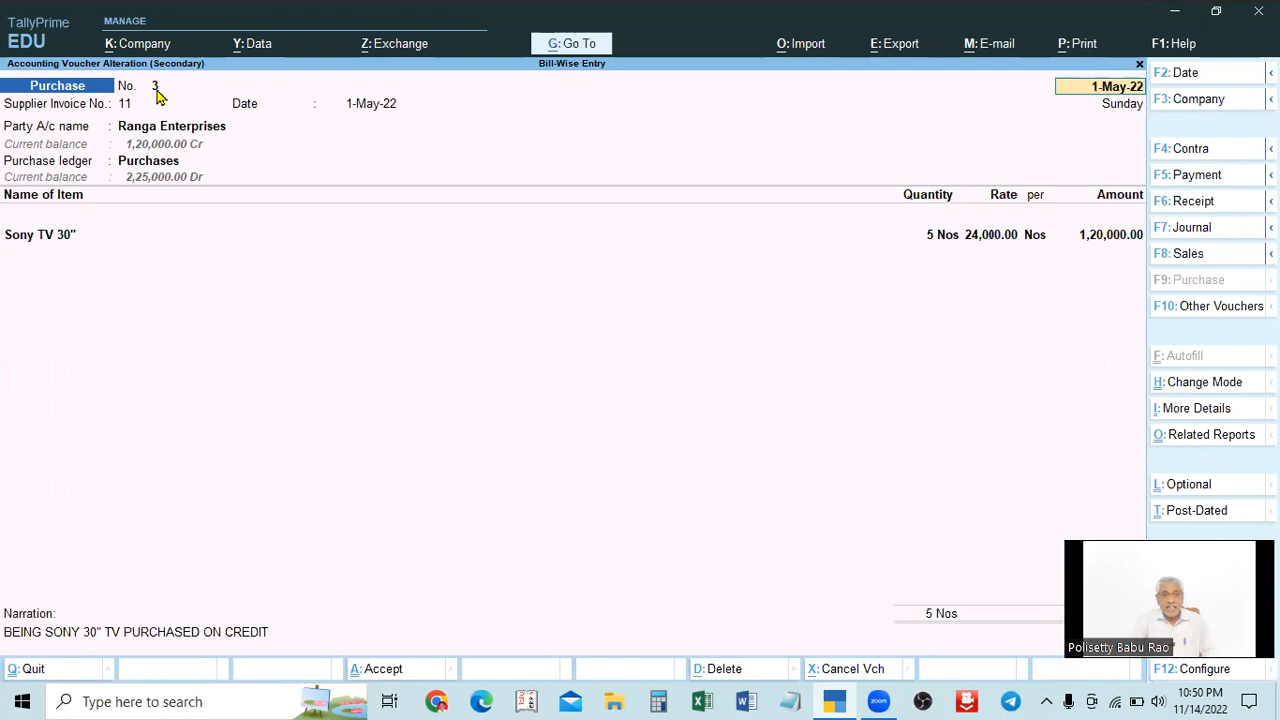 TallyPrime
EDU
MANAGE
K: Company
Y: Data
Z: Exchange
G: Go To
O: Import
E: Export
M: E-mail
P: Print
F1: Help
Accounting Voucher Alteration (Secondary)
Bill-Wise Entry
Purchase No. 3
1-May-22
Supplier Invoice No.: 11 Date : 1-May-22
Sunday
Party A/c name : Ranga Enterprises
Current balance : 1,20,000.00 Cr
Purchase ledger : Purchases
Current balance : 2,25,000.00 Dr
Name of Item Quantity Rate per Amount
Sony TV 30" 5 Nos 24,000.00 Nos 1,20,000.00
Narration:
5 Nos
BEING SONY 30" TV PURCHASED ON CREDIT
F2: Date
F3: Company
F4: Contra
F5: Payment
F6: Receipt
F7: Journal
F8: Sales
F9: Purchase
F10: Other Vouchers
F: Autofill
H: Change Mode
I: More Details
O: Related Reports
L: Optional
T: Post-Dated
Polisetty Babu Rao
Q: Quit
A: Accept
D: Delete
X: Cancel Vch
F12: Configure
Type here to search
zoom
10:50 PM
11/14/2022